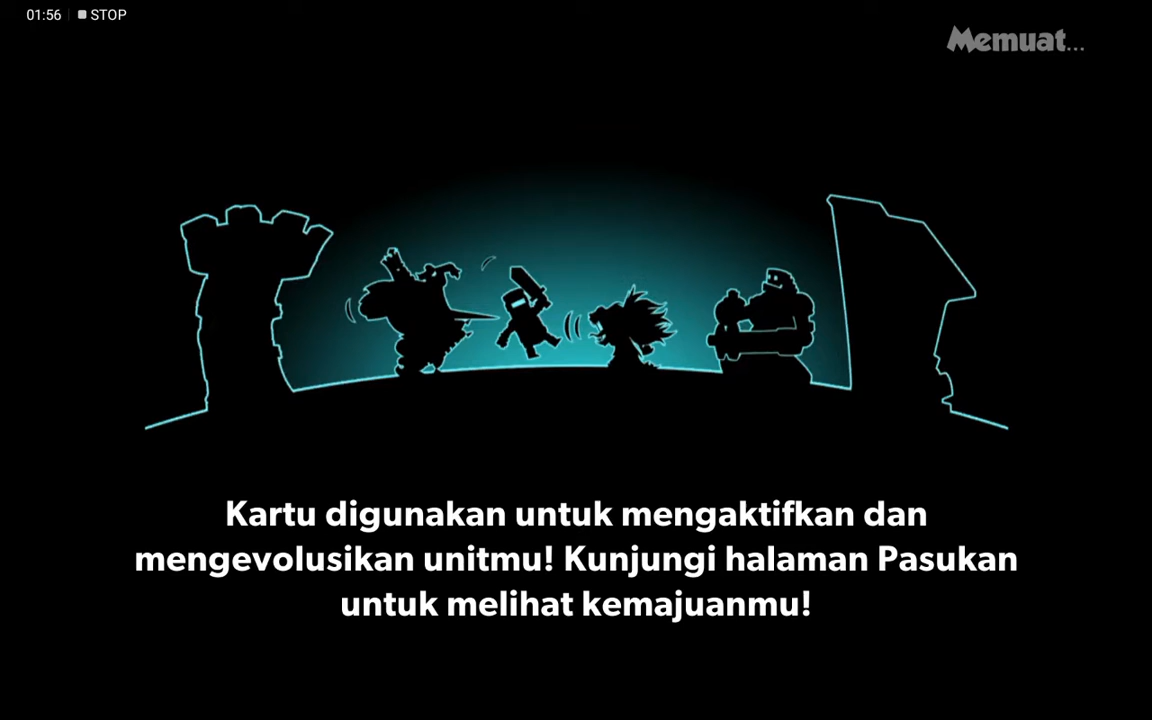 01:56 STOP
Memuat...
Kartu digunakan untuk mengaktifkan dan
mengevolusikan unitmu! Kunjungi halaman Pasukan
untuk melihat kemajuanmu!